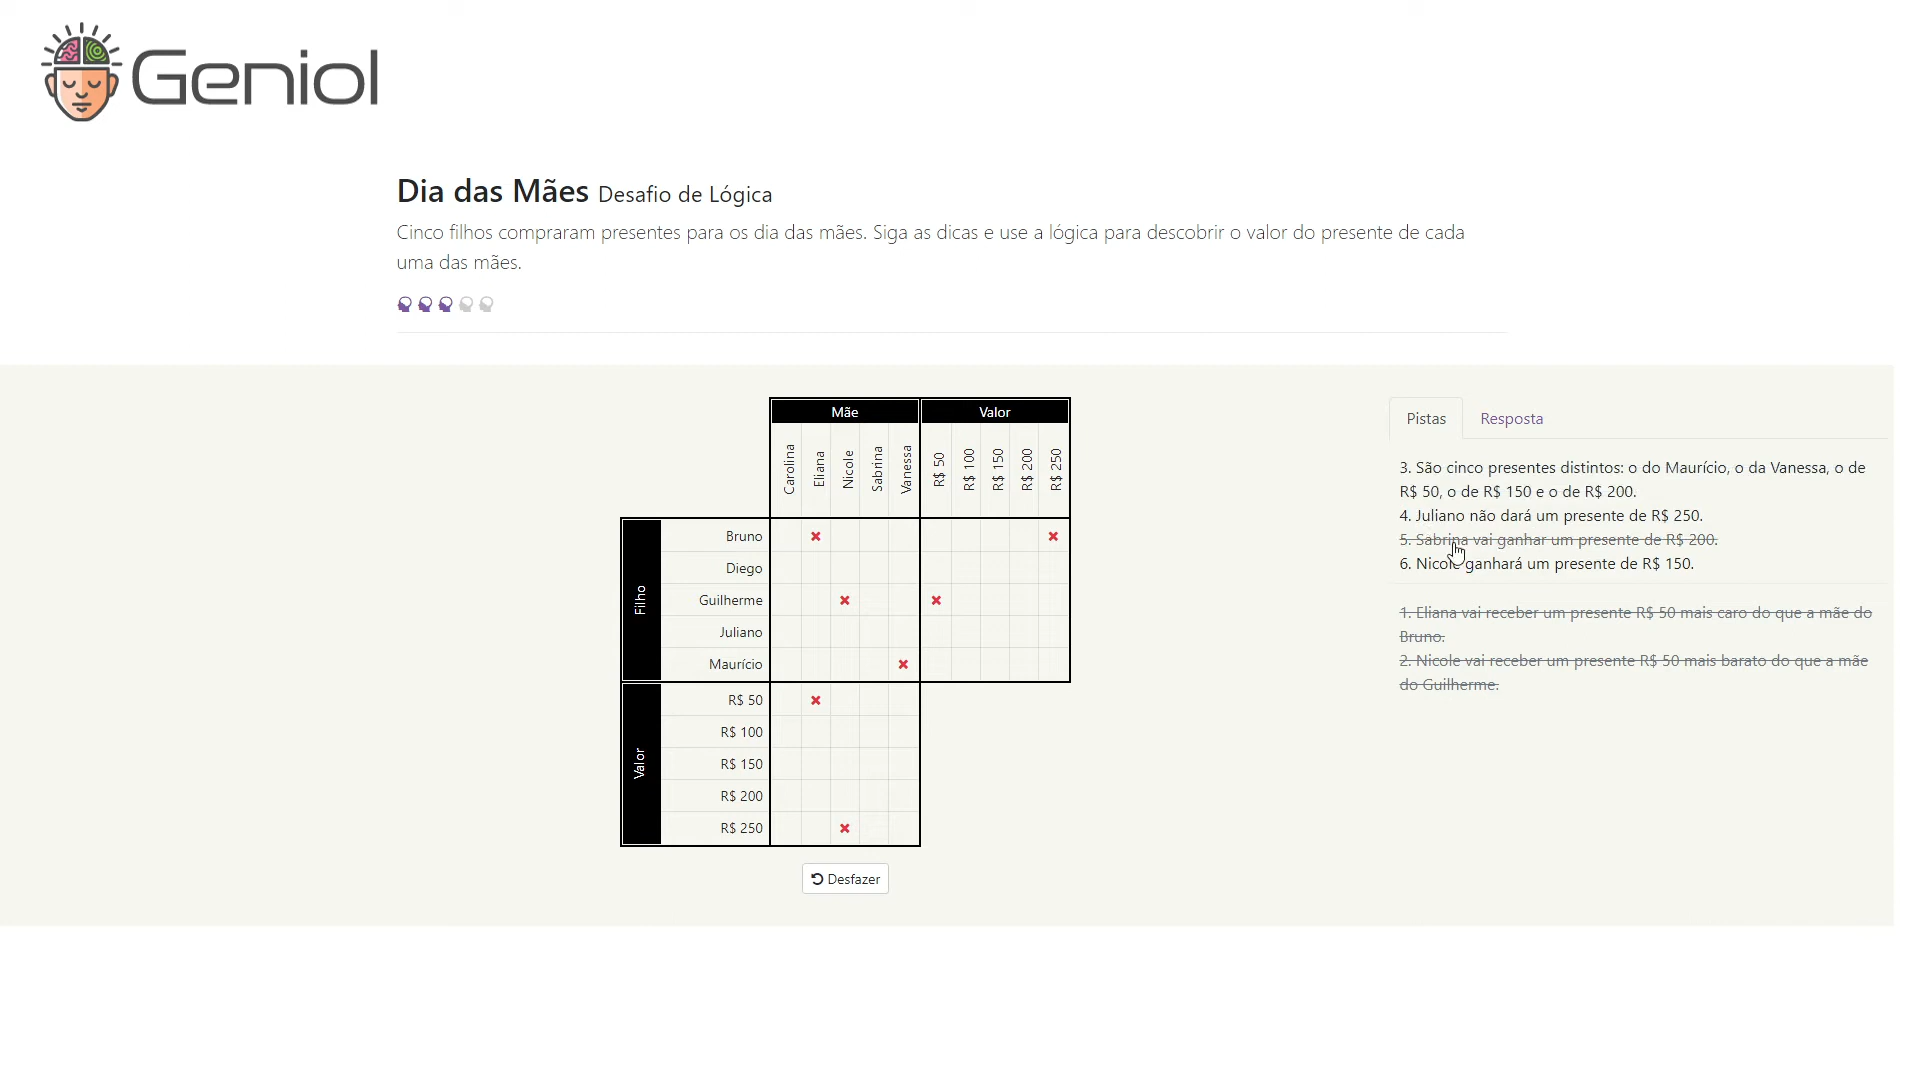 Geniol
Dia das Mães Desafio de Lógica
Cinco filhos compraram presentes para os dia das mães. Siga as dicas e use a lógica para descobrir o valor do presente de cada
uma das mães.
Mãe Valor
Carolina Eliana Nicole Sabrina Vanessa R$ 50 R$ 100 R$ 150 R$ 200 R$ 250
Filho
Bruno
Diego
Guilherme
Juliano
Maurício
Valor
R$ 50
R$ 100
R$ 150
R$ 200
R$ 250
Desfazer
Pistas Resposta
3. São cinco presentes distintos: o do Maurício, o da Vanessa, o de
R$ 50, o de R$ 150 e o de R$ 200.
4. Juliano não dará um presente de R$ 250.
5. Sabrina vai ganhar um presente de R$ 200.
6. Nicole ganhará um presente de R$ 150.
1. Eliana vai receber um presente R$ 50 mais caro do que a mãe do
Bruno.
2. Nicole vai receber um presente R$ 50 mais barato do que a mãe
do Guilherme.